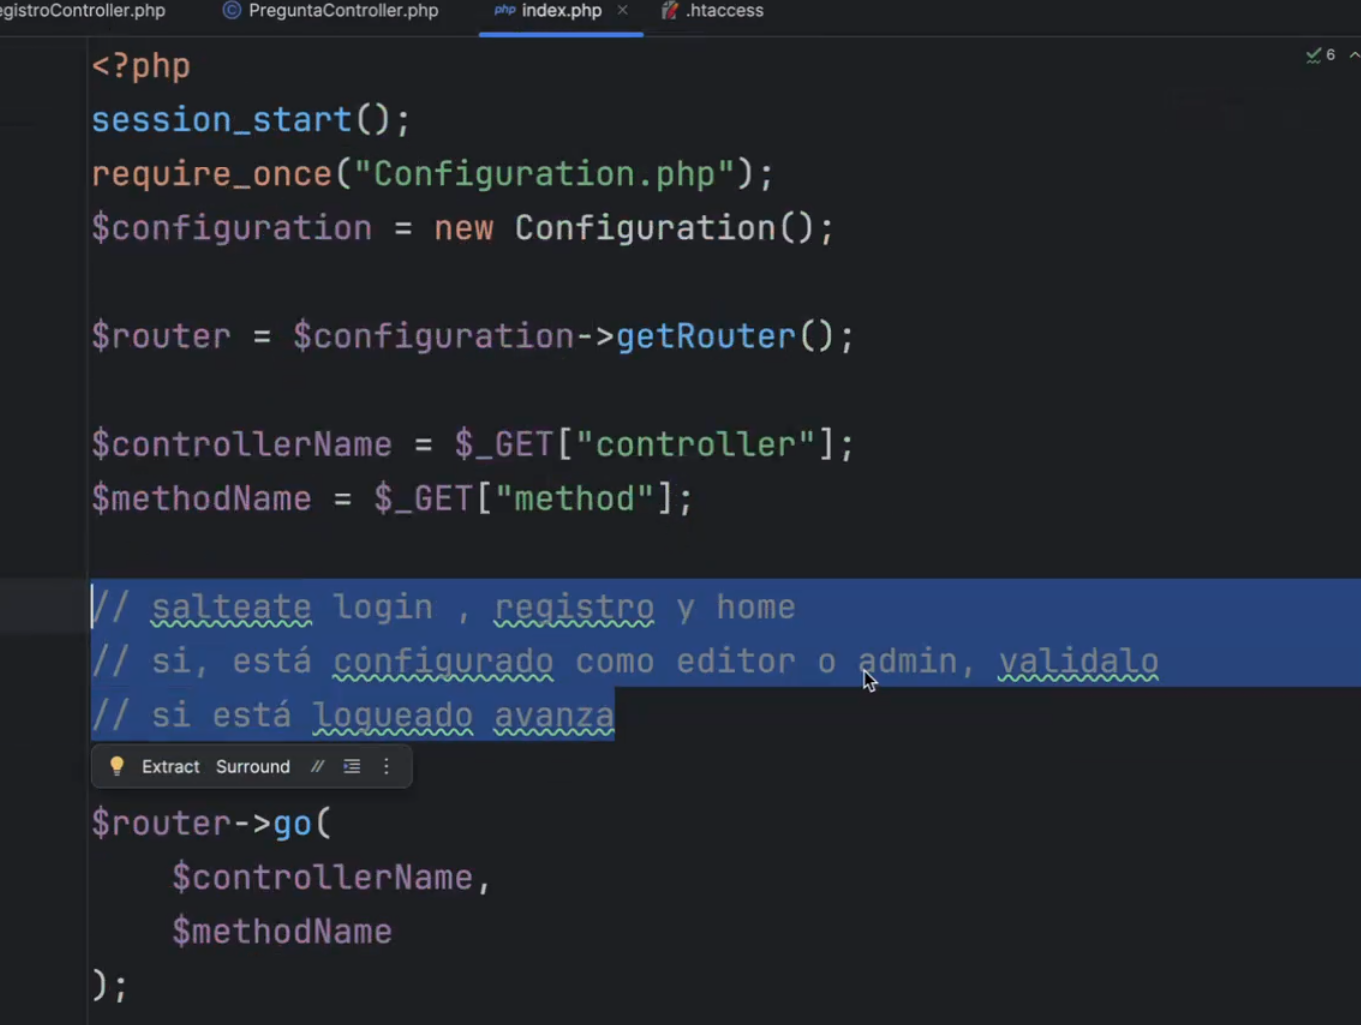 PreguntaController.php
php index.php
.htaccess
6
<?php
session_start();
require_once("Configuration.php");
$configuration = new Configuration();
$router = $configuration->getRouter();
$controllerName = $_GET["controller"];
$methodName = $_GET["method"];
// salteate login , registro y home
// si, está configurado como editor o admin, validalo
// si está logueado avanza
Extract Surround //
$router->go(
$controllerName,
$methodName
);